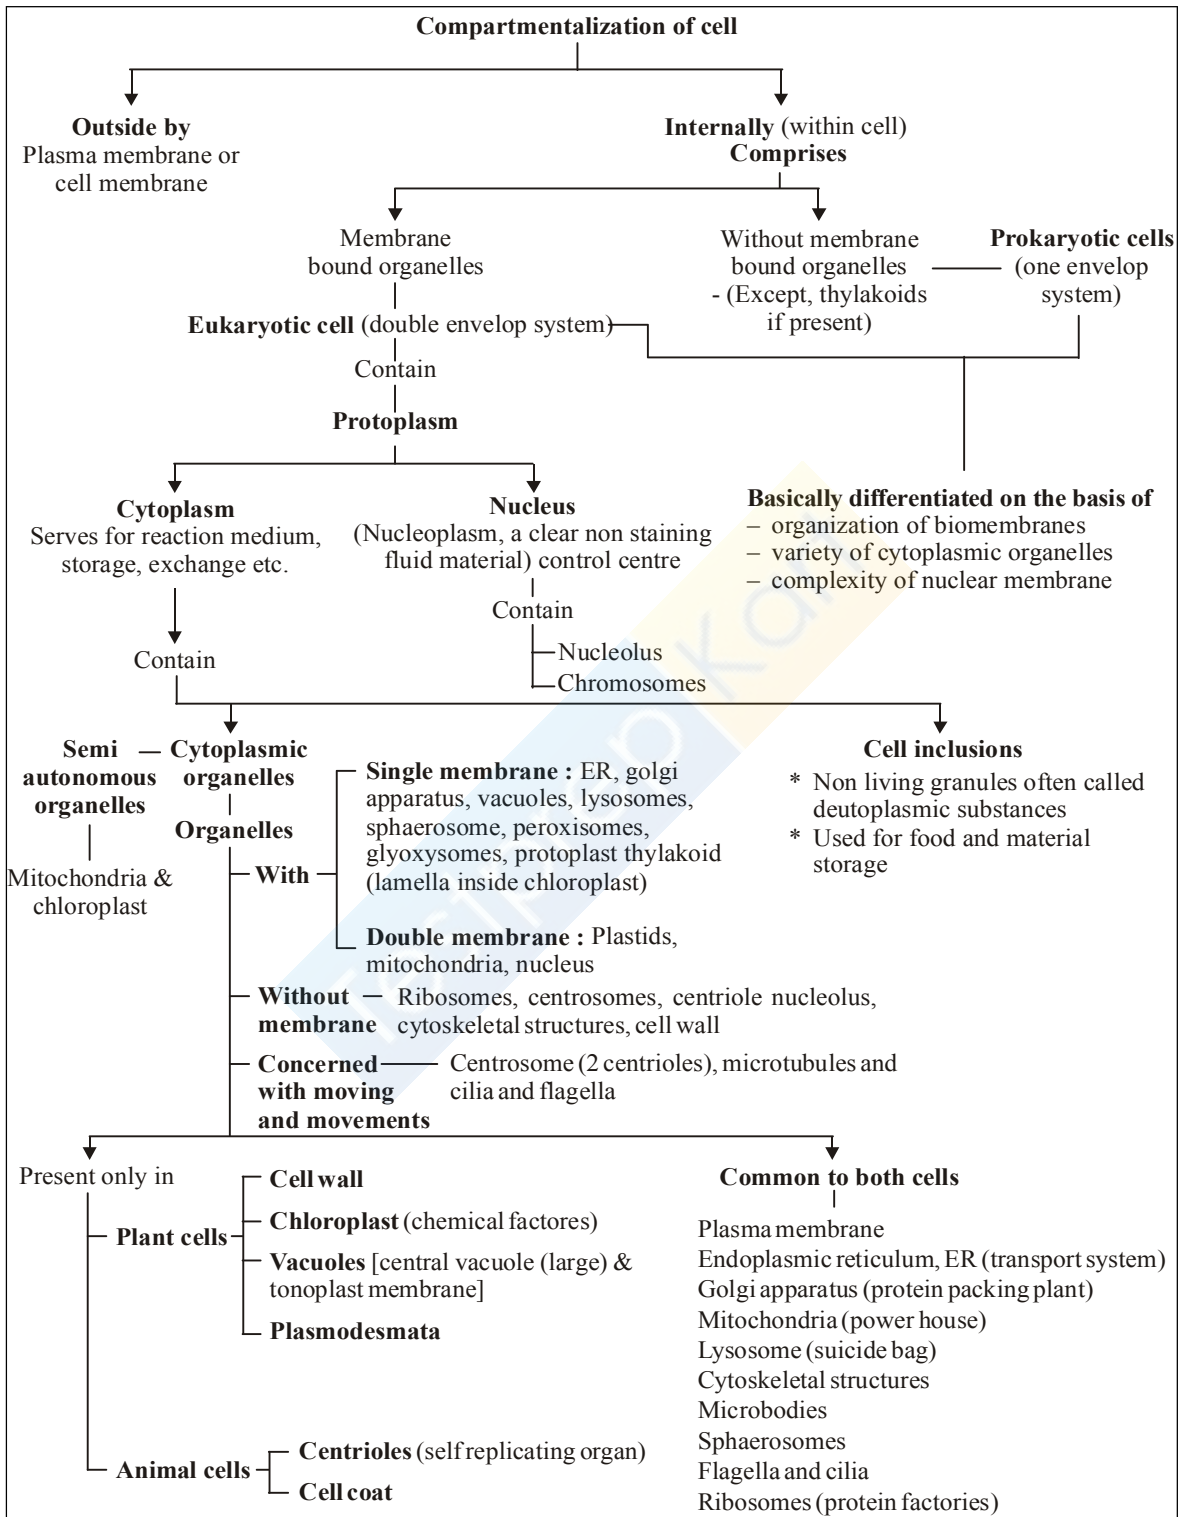 Compartmentalization of cell
Outside by
Plasma membrane or
cell membrane
Internally (within cell)
Comprises
Membrane
bound organelles
Without membrane
bound organelles
- (Except, thylakoids
if present)
Prokaryotic cells
(one envelop
system)
Eukaryotic cell (double envelop system)
Contain
Protoplasm
Cytoplasm
Serves for reaction medium,
storage, exchange etc.
Nucleus
(Nucleoplasm, a clear non staining
fluid material) control centre
Basically differentiated on the basis of
– organization of biomembranes
– variety of cytoplasmic organelles
– complexity of nuclear membrane
Contain
Nucleolus
Chromosomes
Contain
Semi
autonomous
organelles
Mitochondria &
chloroplast
Cytoplasmic
organelles
Organelles
Cell inclusions
* Non living granules often called
deutoplasmic substances
* Used for food and material
storage
With
Single membrane : ER, golgi
apparatus, vacuoles, lysosomes,
sphaerosome, peroxisomes,
glyoxysomes, protoplast thylakoid
(lamella inside chloroplast)
Double membrane : Plastids,
mitochondria, nucleus
Without
membrane
Ribosomes, centrosomes, centriole nucleolus,
cytoskeletal structures, cell wall
Concerned
with moving
and movements
Centrosome (2 centrioles), microtubules and
cilia and flagella
Present only in
Plant cells
Cell wall
Chloroplast (chemical factores)
Vacuoles [central vacuole (large) &
tonoplast membrane]
Plasmodesmata
Animal cells
Centrioles (self replicating organ)
Cell coat
Common to both cells
Plasma membrane
Endoplasmic reticulum, ER (transport system)
Golgi apparatus (protein packing plant)
Mitochondria (power house)
Lysosome (suicide bag)
Cytoskeletal structures
Microbodies
Sphaerosomes
Flagella and cilia
Ribosomes (protein factories)
Testprep Kart